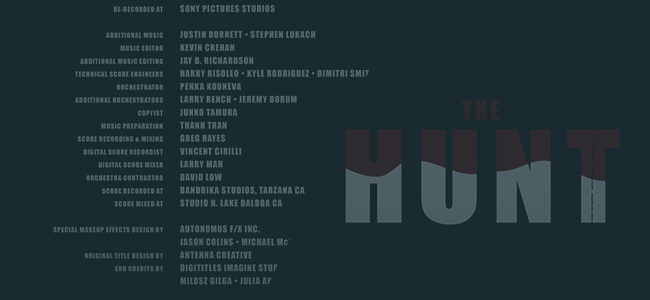 RE-RECORDED AT SONY PICTURES STUDIOS
ADDITIONAL MUSIC JUSTIN BURNETT • STEPHEN LUKACH
MUSIC EDITOR KEVIN CREHAN
ADDITIONAL MUSIC EDITING JAY B. RICHARDSON
TECHNICAL SCORE ENGINEERS HARRY RISOLEO • KYLE RODRIGUEZ • DIMITRI
ORCHESTRATOR PENKA KOUNEVA
ADDITIONAL ORCHESTRATORS LARRY RENCH • JEREMY BORUM
COPYIST JUNKO TAMURA
MUSIC PREPARATION THANH TRAN
SCORE RECORDING & MIXING GREG HAYES
DIGITAL SCORE RECORDIST VINCENT CIRILLI
DIGITAL SCORE MIXER LARRY MAH
ORCHESTRA CONTRACTOR DAVID LOW
SCORE RECORDED AT BANDRIKA STUDIOS, TARZANA CA
SCORE MIXED AT STUDIO H. LAKE BALBOA CA
SPECIAL MAKEUP EFFECTS DESIGN BY AUTONOMUS F/X INC.
JASON COLINS • MICHAEL
ORIGINAL TITLE DESIGN BY ANTENNA CREATIVE
END CREDITS BY DIGITITLES IMAGINE
MILOSZ GILGA • JULIA
THE
HUNT